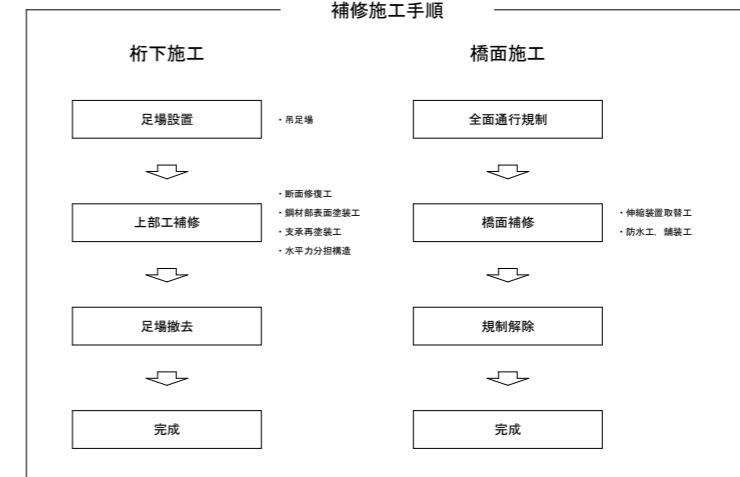 補修施工手順
桁下施工
足場設置
・吊足場
上部工補修
・断面修復工
・鋼材部表面塗装工
・支承再塗装工
・水平力分担構造
足場撤去
完成
橋面施工
全面通行規制
橋面補修
・伸縮装置取替工
・防水工、舗装工
規制解除
完成